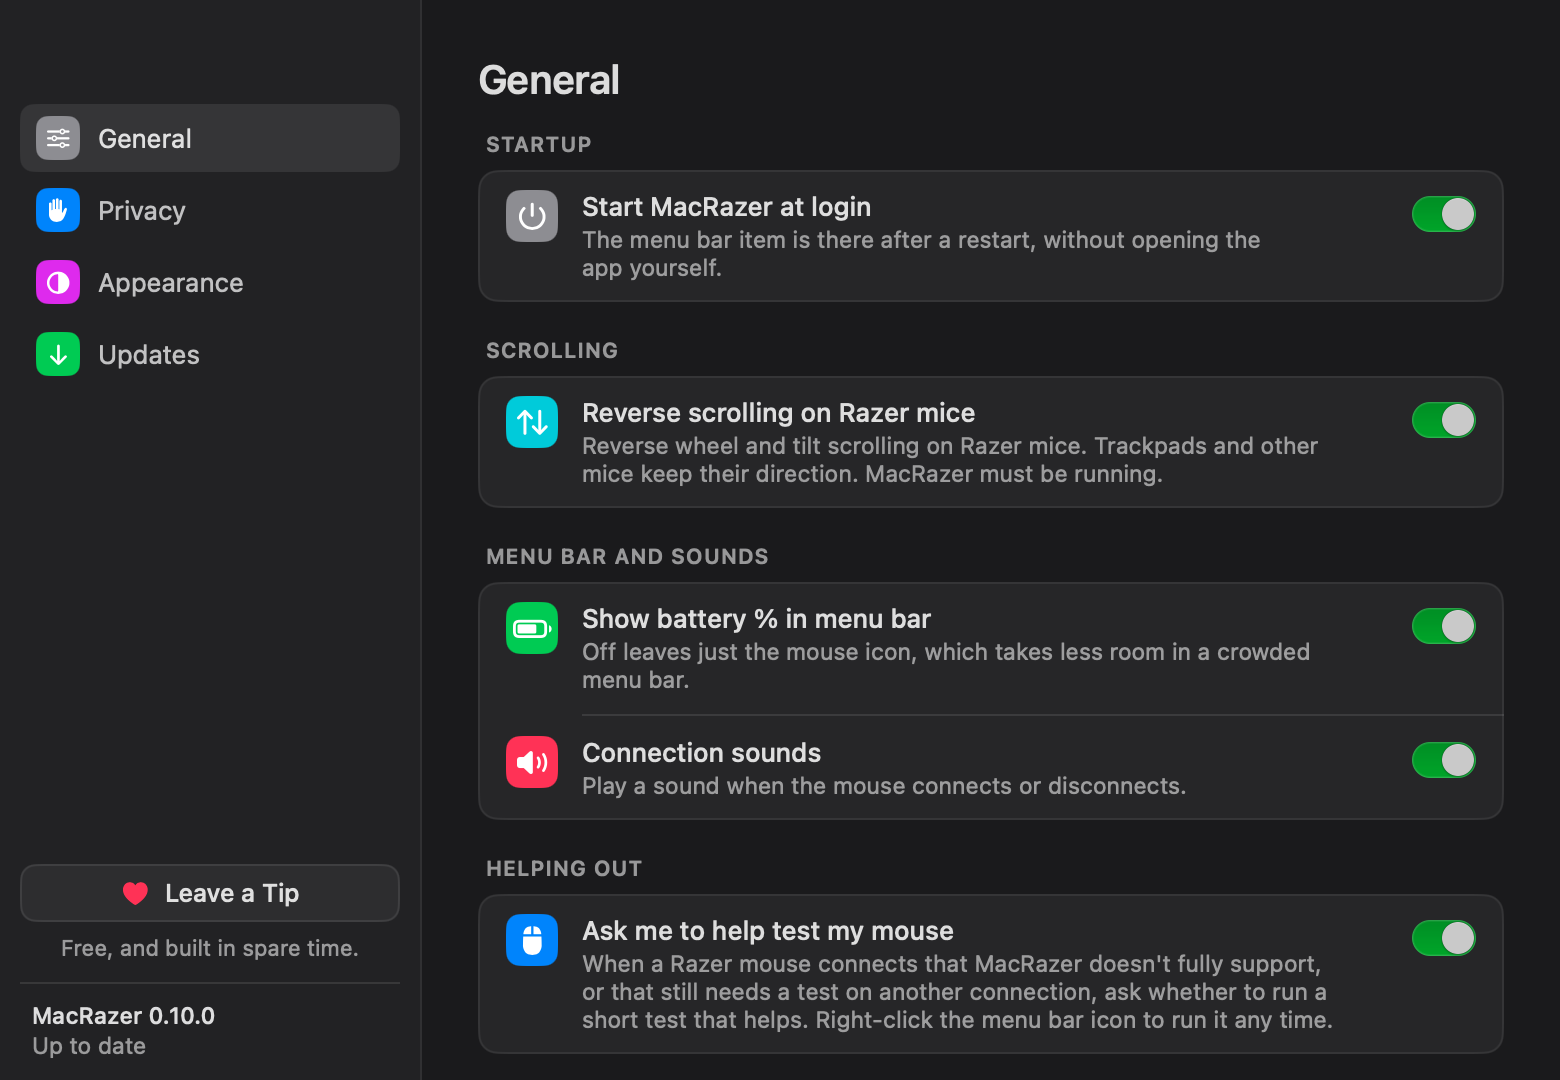 General
Privacy
Appearance
Updates
Leave a Tip
Free, and built in spare time.
MacRazer 0.10.0
Up to date
General
STARTUP
Start MacRazer at login
The menu bar item is there after a restart, without opening the
app yourself.
SCROLLING
Reverse scrolling on Razer mice
Reverse wheel and tilt scrolling on Razer mice. Trackpads and other
mice keep their direction. MacRazer must be running.
MENU BAR AND SOUNDS
Show battery % in menu bar
Off leaves just the mouse icon, which takes less room in a crowded
menu bar.
Connection sounds
Play a sound when the mouse connects or disconnects.
HELPING OUT
Ask me to help test my mouse
When a Razer mouse connects that MacRazer doesn't fully support,
or that still needs a test on another connection, ask whether to run a
short test that helps. Right-click the menu bar icon to run it any time.